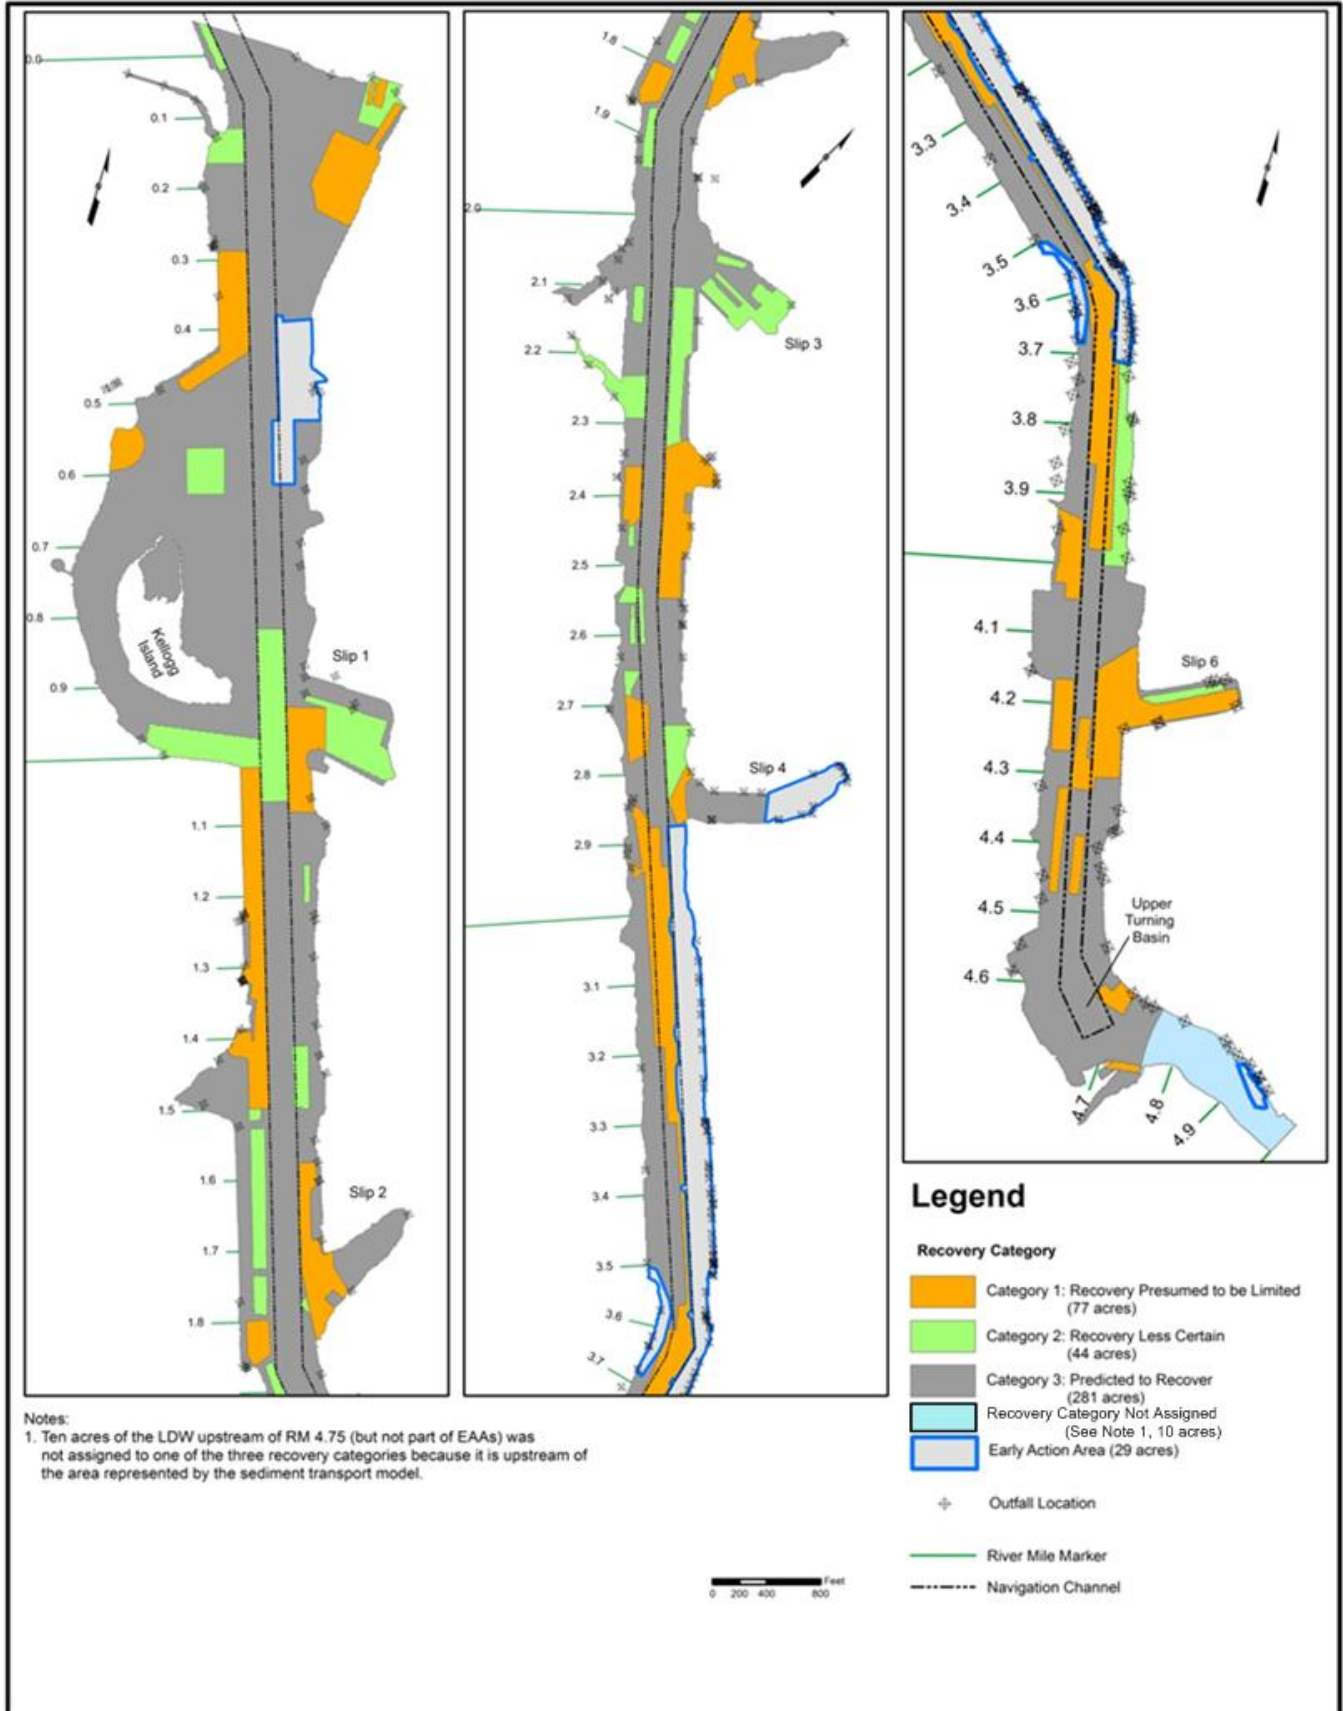 0.0
0.1
0.2
0.3
0.4
0.5
0.6
0.7
0.8
0.9
Kellogg
Island
Slip 1
1.1
1.2
1.3
1.4
1.5
1.6
Slip 2
1.7
1.8
1.8
1.9
2.0
2.1
Slip 3
2.2
2.3
2.4
2.5
2.6
2.7
Slip 4
2.8
2.9
3.1
3.2
3.3
3.4
3.5
3.6
3.7
3.3
3.4
3.5
3.6
3.7
3.8
3.9
4.1
Slip 6
4.2
4.3
4.4
4.5
Upper
Turning
Basin
4.6
4.7
4.8
4.9
Legend
Recovery Category
Category 1: Recovery Presumed to be Limited
(77 acres)
Category 2: Recovery Less Certain
(44 acres)
Category 3: Predicted to Recover
(281 acres)
Recovery Category Not Assigned
(See Note 1, 10 acres)
Early Action Area (29 acres)
Outfall Location
River Mile Marker
Navigation Channel
Notes:
1. Ten acres of the LDW upstream of RM 4.75 (but not part of EAAs) was
not assigned to one of the three recovery categories because it is upstream of
the area represented by the sediment transport model.
Feet
0 200 400 800